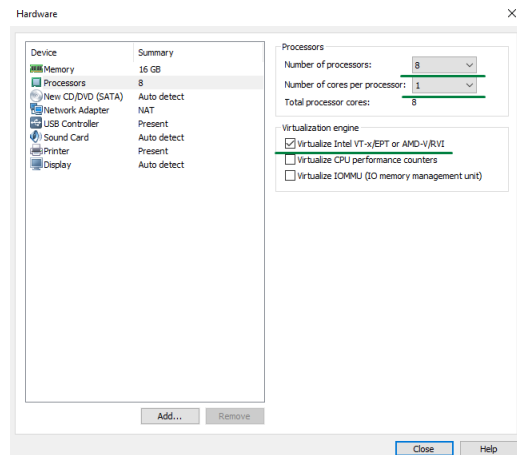 Hardware
Device Summary
Memory 16 GB
Processors 8
New CD/DVD (SATA) Auto detect
Network Adapter NAT
USB Controller Present
Sound Card Auto detect
Printer Present
Display Auto detect
Add... Remove
Processors
Number of processors: 8
Number of cores per processor: 1
Total processor cores: 8
Virtualization engine
Virtualize Intel VT-x/EPT or AMD-V/RVI
Virtualize CPU performance counters
Virtualize IOMMU (IO memory management unit)
Close Help